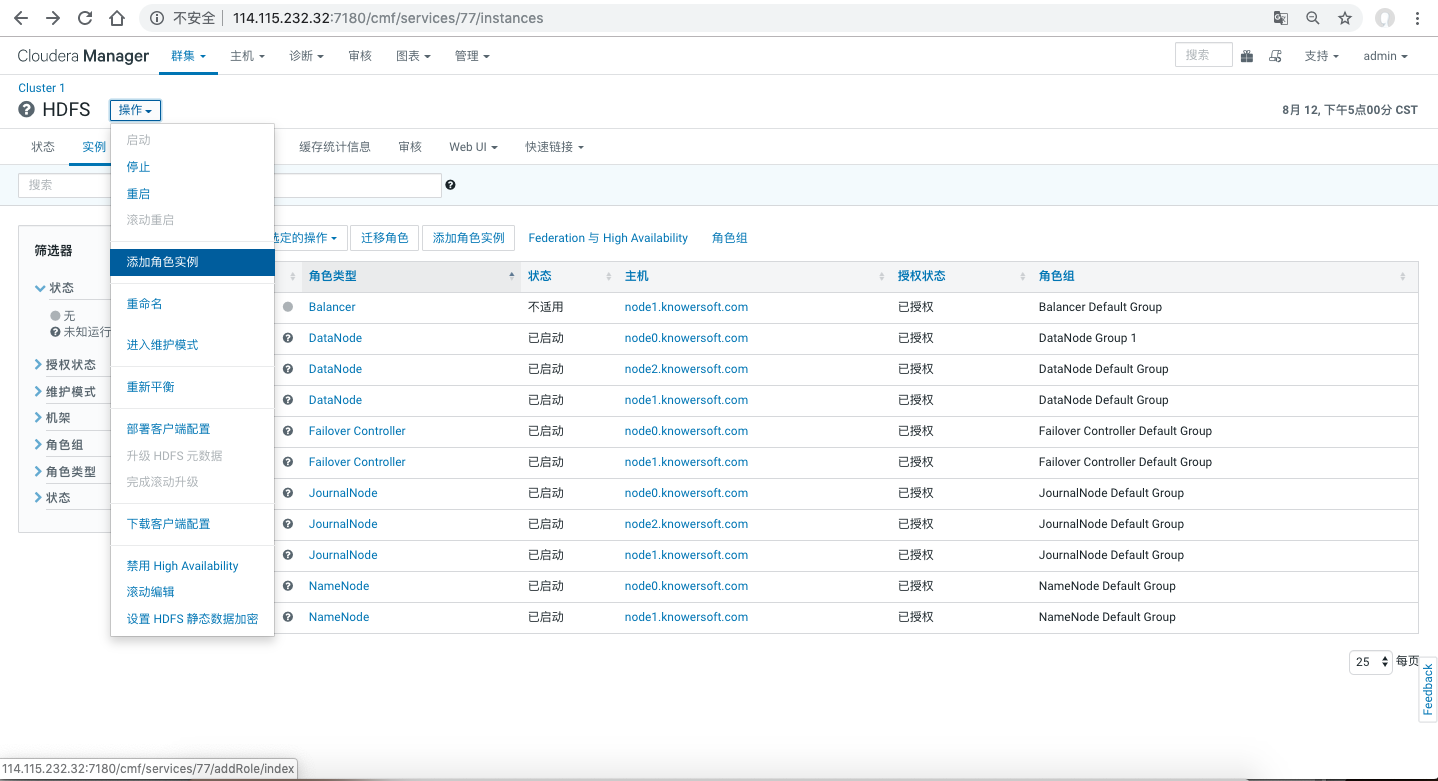 不安全 114.115.232.32:7180/cmf/services/77/instances
Cloudera Manager 群集 主机 诊断 审核 图表 管理 搜索 支持 admin
Cluster 1
HDFS 操作 8月 12, 下午5点00分 CST
状态 实例 缓存统计信息 审核 Web UI 快速链接
搜索
启动
停止
重启
滚动重启
添加角色实例
重命名
进入维护模式
重新平衡
部署客户端配置
升级 HDFS 元数据
完成滚动升级
下载客户端配置
禁用 High Availability
滚动编辑
设置 HDFS 静态数据加密
筛选器
状态
无
未知运行
授权状态
维护模式
机架
角色组
角色类型
状态
选定的操作 迁移角色 添加角色实例 Federation 与 High Availability 角色组
角色类型 状态 主机 授权状态 角色组
Balancer 不适用 node1.knowersoft.com 已授权 Balancer Default Group
DataNode 已启动 node0.knowersoft.com 已授权 DataNode Group 1
DataNode 已启动 node2.knowersoft.com 已授权 DataNode Default Group
DataNode 已启动 node1.knowersoft.com 已授权 DataNode Default Group
Failover Controller 已启动 node0.knowersoft.com 已授权 Failover Controller Default Group
Failover Controller 已启动 node1.knowersoft.com 已授权 Failover Controller Default Group
JournalNode 已启动 node0.knowersoft.com 已授权 JournalNode Default Group
JournalNode 已启动 node2.knowersoft.com 已授权 JournalNode Default Group
JournalNode 已启动 node1.knowersoft.com 已授权 JournalNode Default Group
NameNode 已启动 node0.knowersoft.com 已授权 NameNode Default Group
NameNode 已启动 node1.knowersoft.com 已授权 NameNode Default Group
25 每页
Feedback
114.115.232.32:7180/cmf/services/77/addRole/index